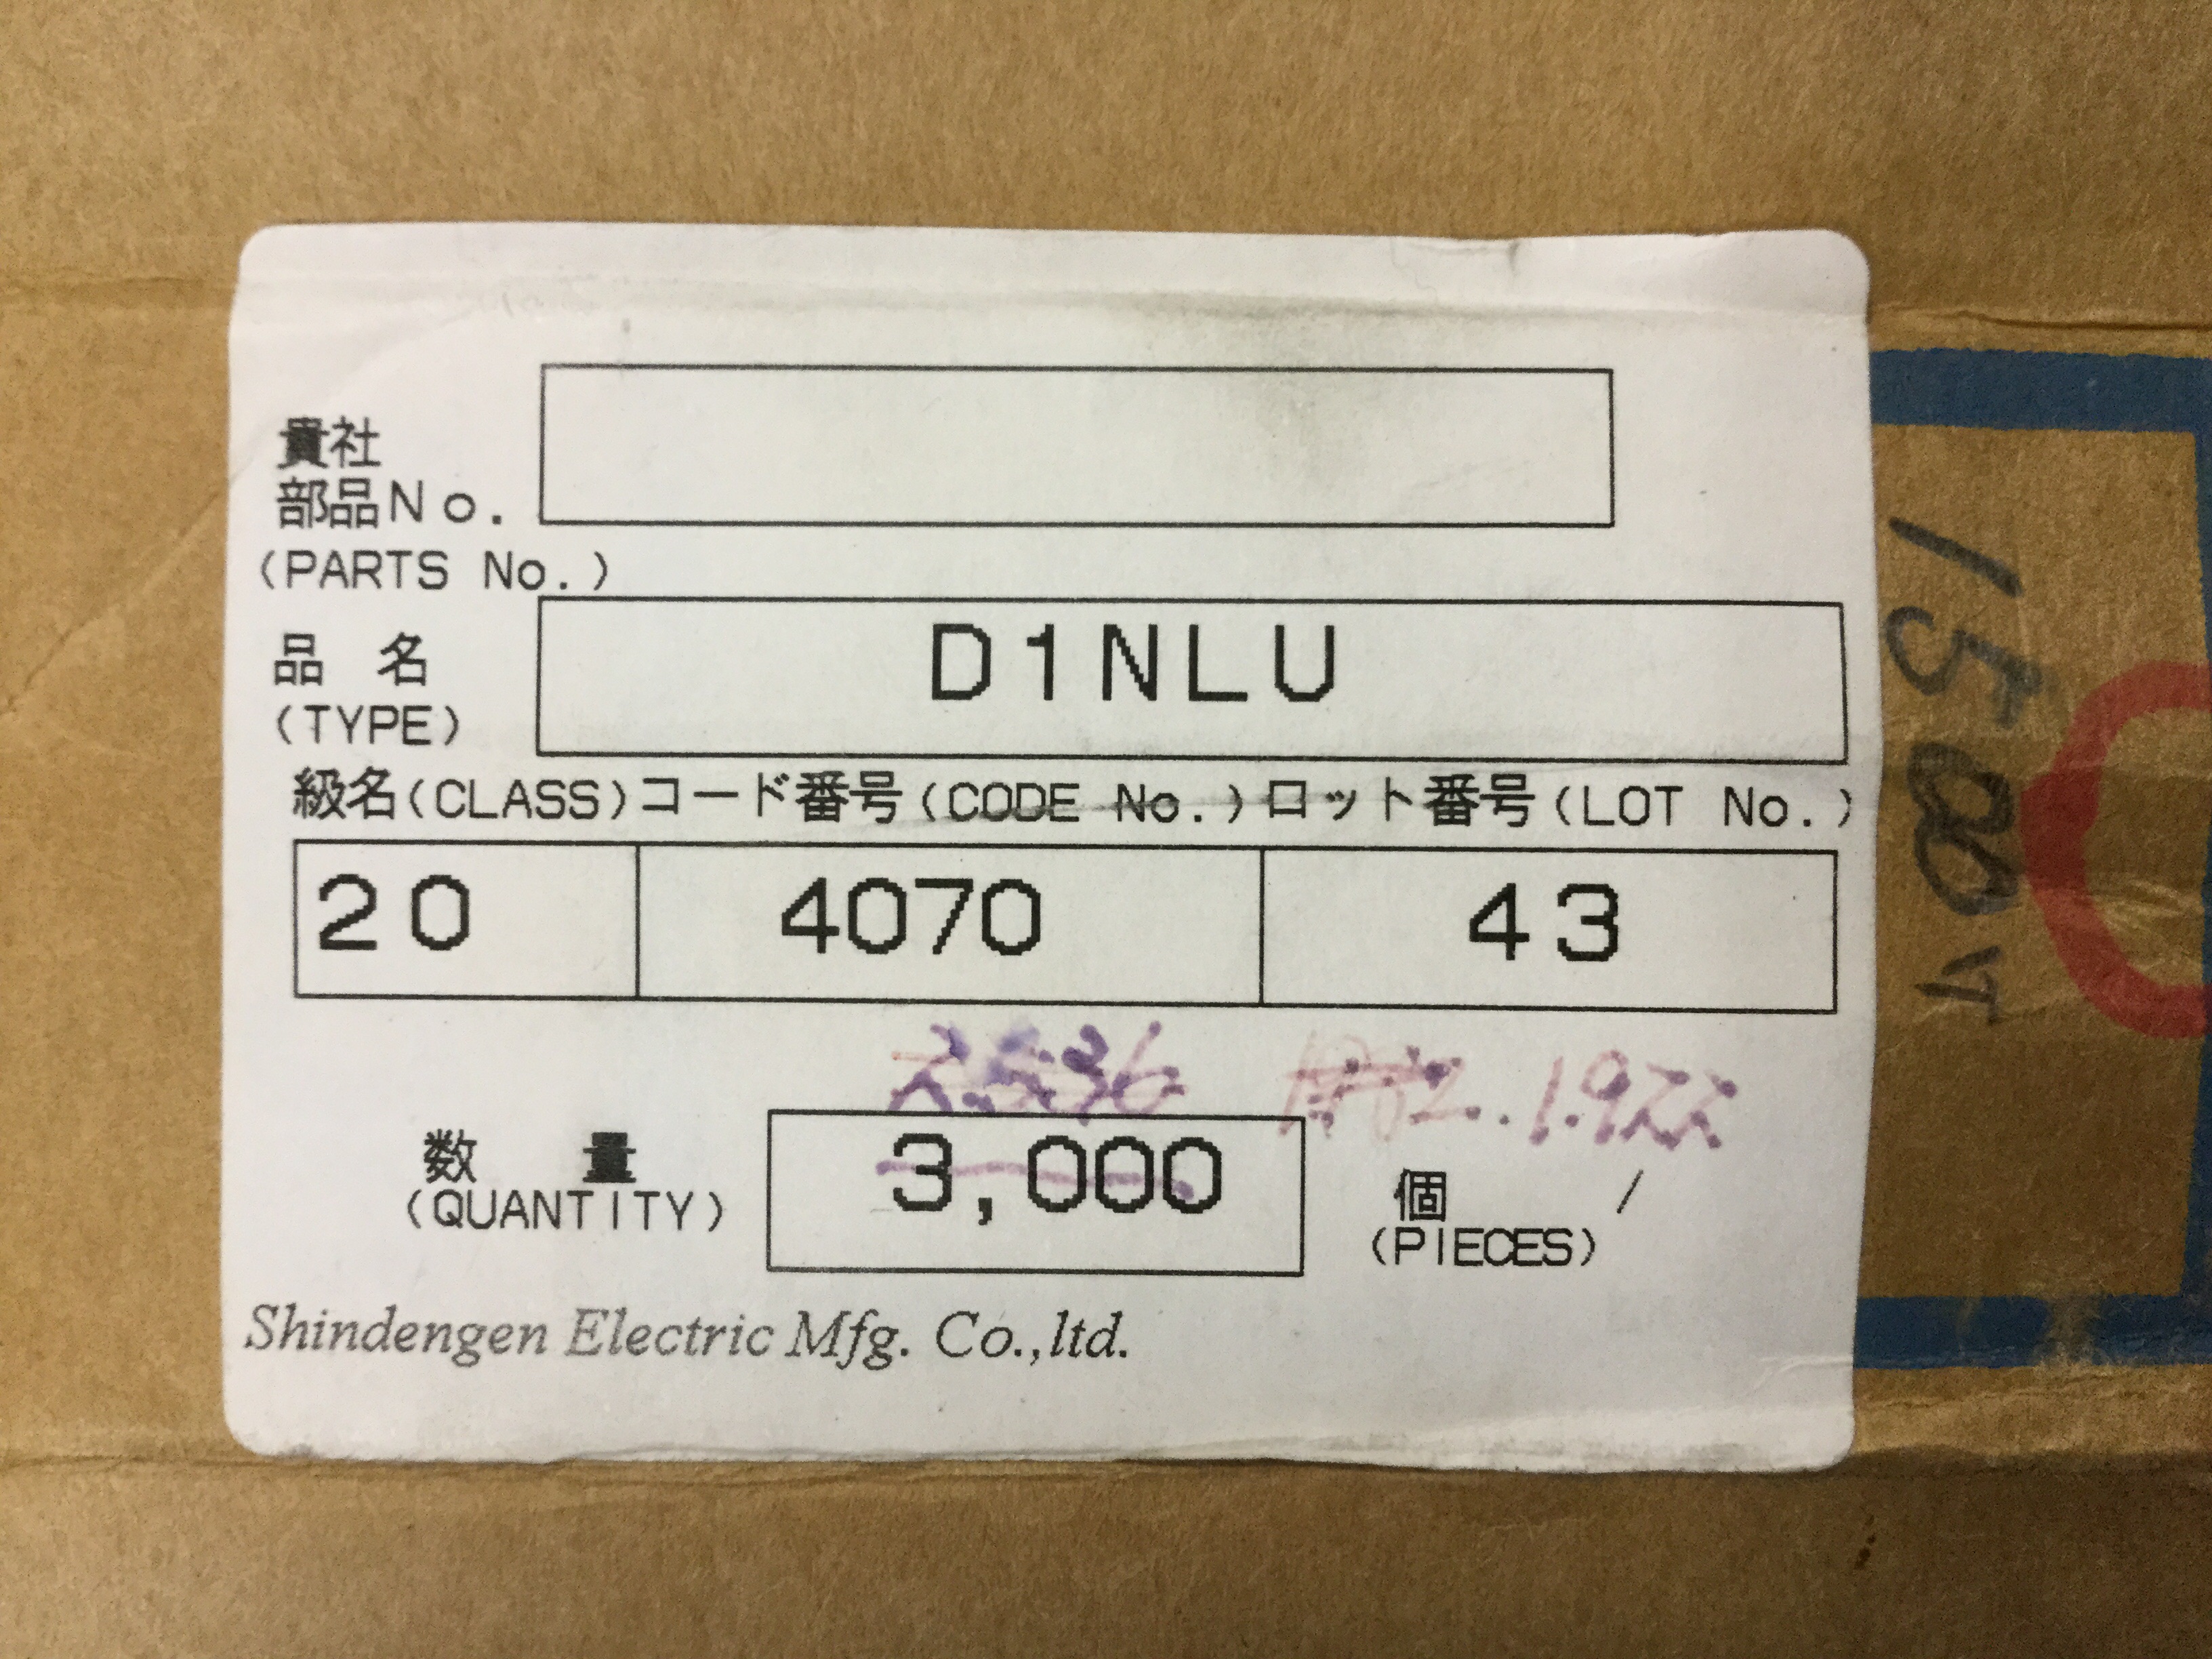 貴社
部品No.
(PARTS No.)
品名
(TYPE)
D1NLU
級名(CLASS)コード番号(CODE No.)ロット番号(LOT No.)
20 4070 43
数量
(QUANTITY)
3,000
個 /
(PIECES)
Shindengen Electric Mfg. Co.,ltd.
1500